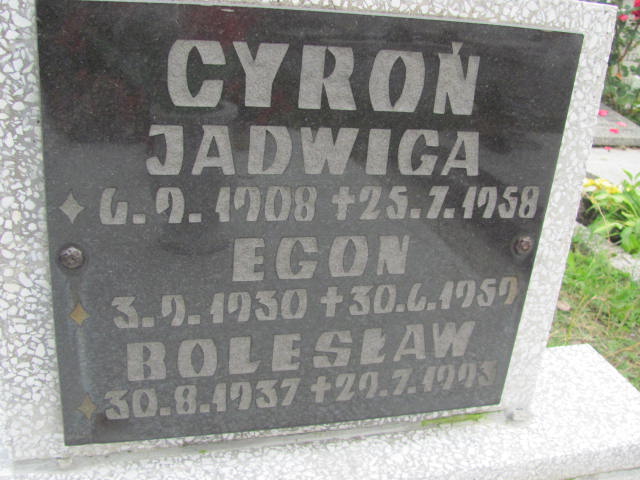 CYROŃ
JADWIGA
6.9.1908 +25.7.1958
EGON
3.9.1930 +30.6.1959
BOLESŁAW
30.8.1937 +29.7.1993